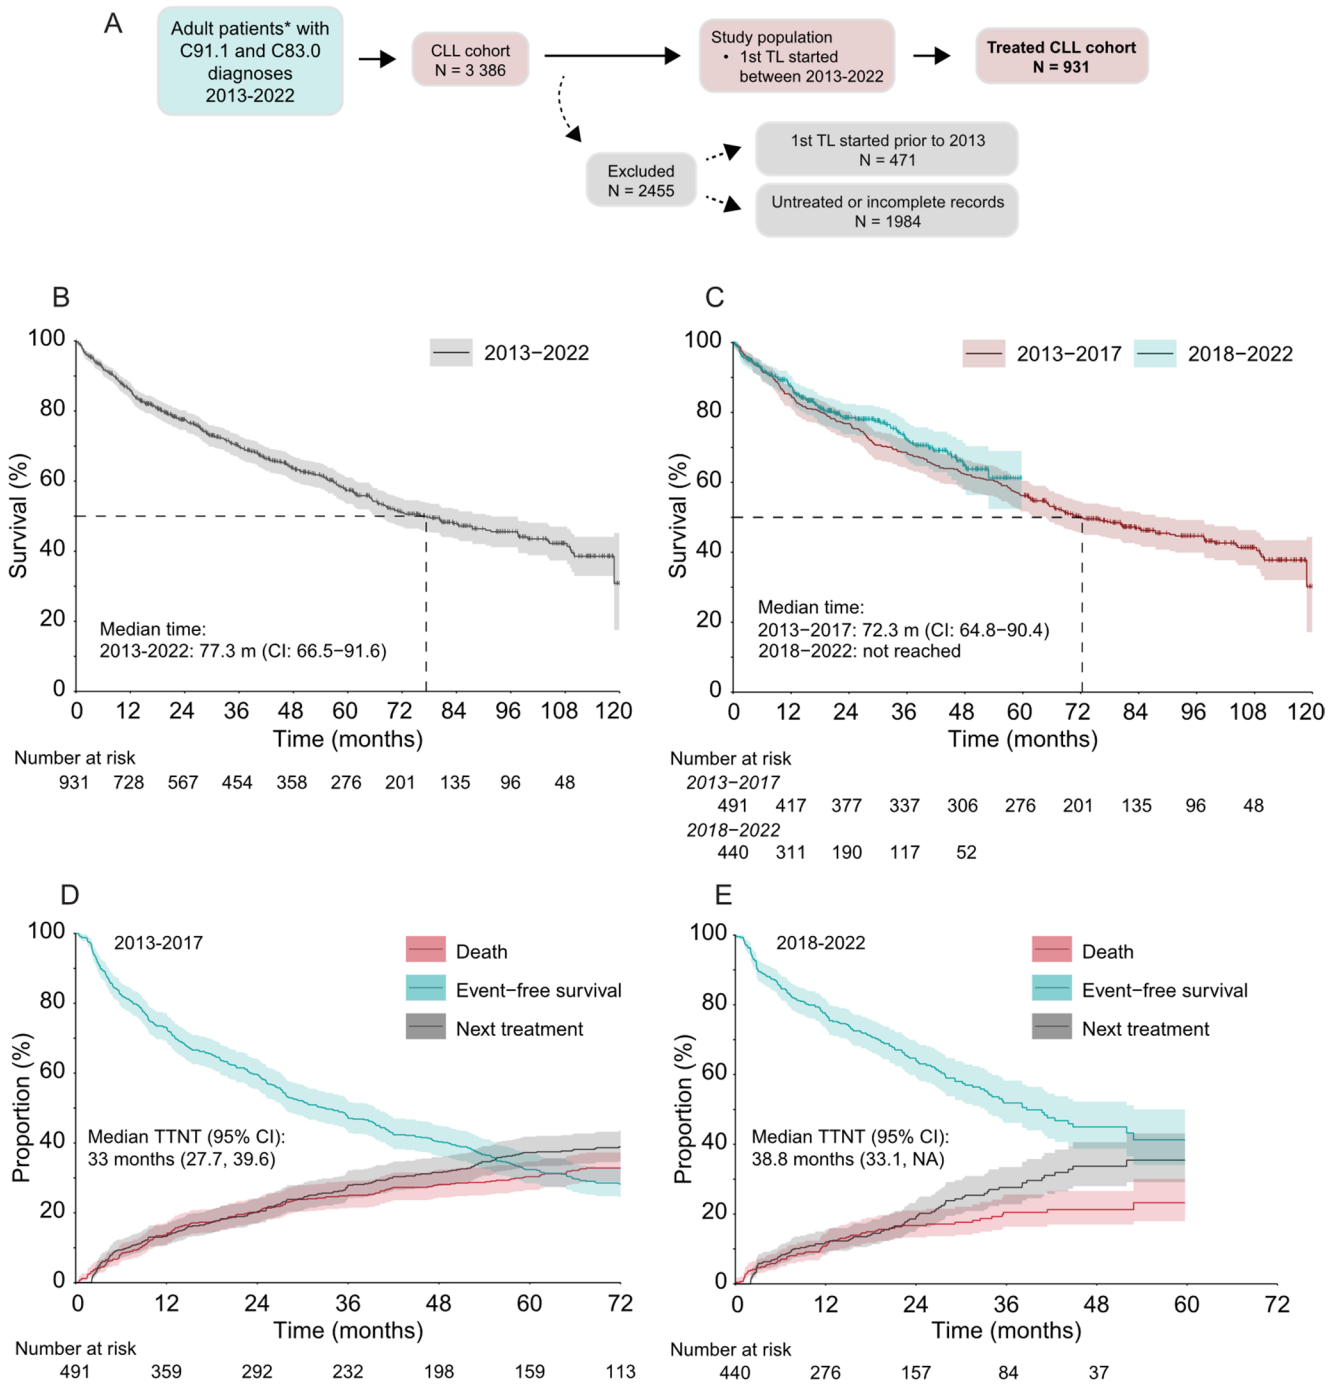 A
Adult patients* with
C91.1 and C83.0
diagnoses
2013-2022
CLL cohort
N = 3 386
Study population
• 1st TL started
between 2013-2022
Treated CLL cohort
N = 931
Excluded
N = 2455
1st TL started prior to 2013
N = 471
Untreated or incomplete records
N = 1984
B
2013−2022
Survival (%)
100
80
60
40
20
0
Median time:
2013-2022: 77.3 m (CI: 66.5−91.6)
0 12 24 36 48 60 72 84 96 108 120
Time (months)
Number at risk
931 728 567 454 358 276 201 135 96 48
C
2013−2017 2018−2022
Survival (%)
100
80
60
40
20
0
Median time:
2013−2017: 72.3 m (CI: 64.8−90.4)
2018−2022: not reached
0 12 24 36 48 60 72 84 96 108 120
Time (months)
Number at risk
2013−2017
491 417 377 337 306 276 201 135 96 48
2018−2022
440 311 190 117 52
D
2013-2017
Death
Event−free survival
Next treatment
Proportion (%)
100
80
60
40
20
0
Median TTNT (95% CI):
33 months (27.7, 39.6)
0 12 24 36 48 60 72
Time (months)
Number at risk
491 359 292 232 198 159 113
E
2018-2022
Death
Event−free survival
Next treatment
Proportion (%)
100
80
60
40
20
0
Median TTNT (95% CI):
38.8 months (33.1, NA)
0 12 24 36 48 60 72
Time (months)
Number at risk
440 276 157 84 37